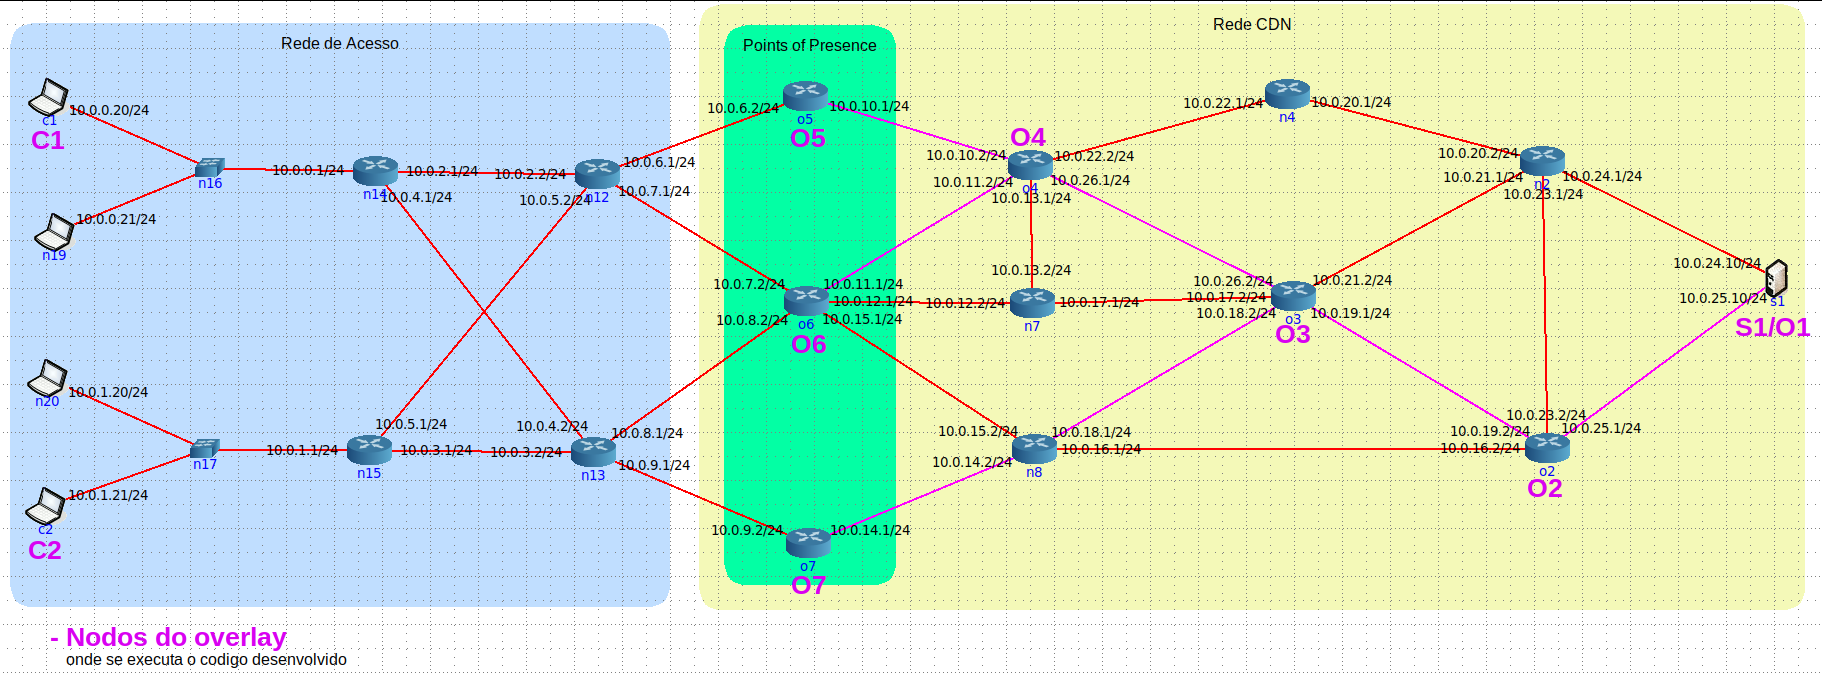 Rede de Acesso
Points of Presence
Rede CDN
10.0.0.20/24
c1
C1
n16
10.0.0.1/24
n14
10.0.2.1/24
10.0.4.1/24
10.0.0.21/24
n19
10.0.2.2/24
10.0.5.2/24
n12
10.0.6.1/24
10.0.7.1/24
10.0.6.2/24
o5
O5
10.0.10.1/24
10.0.10.2/24
O4
o4
10.0.22.2/24
10.0.11.2/24
10.0.26.1/24
10.0.13.1/24
10.0.22.1/24
n4
10.0.20.1/24
10.0.20.2/24
10.0.21.1/24
n2
10.0.24.1/24
10.0.23.1/24
10.0.24.10/24
10.0.25.10/24
s1
S1/O1
10.0.7.2/24
10.0.8.2/24
o6
O6
10.0.11.1/24
10.0.12.1/24
10.0.15.1/24
10.0.13.2/24
10.0.12.2/24
n7
10.0.17.1/24
10.0.26.2/24
10.0.17.2/24
10.0.18.2/24
o3
O3
10.0.21.2/24
10.0.19.1/24
n20
10.0.1.20/24
n17
10.0.1.1/24
n15
10.0.5.1/24
10.0.3.1/24
10.0.4.2/24
10.0.3.2/24
n13
10.0.8.1/24
10.0.9.1/24
10.0.1.21/24
c2
C2
10.0.9.2/24
o7
O7
10.0.14.1/24
10.0.15.2/24
10.0.14.2/24
n8
10.0.18.1/24
10.0.16.1/24
10.0.23.2/24
10.0.19.2/24
10.0.16.2/24
10.0.25.1/24
o2
O2
- Nodos do overlay
onde se executa o codigo desenvolvido